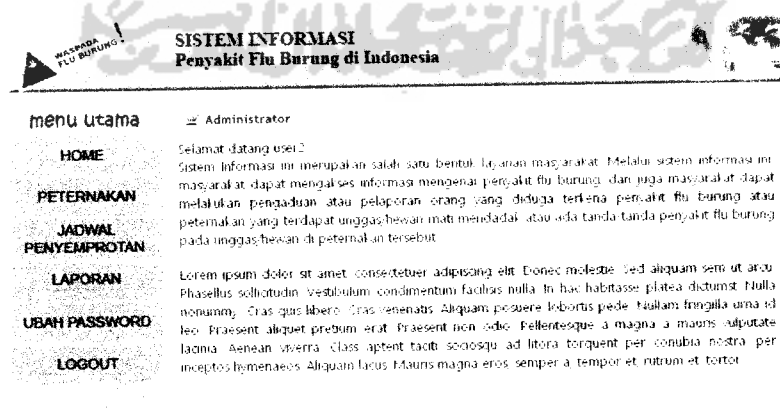 WASPADA
FLU BURUNG!
SISTEM INFORMASI
Penyakit Flu Burung di Indonesia
menu utama
HOME
PETERNAKAN
JADWAL
PENYEMPROTAN
LAPORAN
UBAH PASSWORD
LOGOUT
Administrator
Selamat datang user2
Sistem Informasi ini merupakan salah satu bentuk layanan masyarakat. Melalui sistem informasi ini
masyarakat dapat mengakses informasi mengenai penyakit flu burung, dan juga masyarakat dapat
melakukan pengaduan atau pelaporan orang yang diduga terkena penyakit flu burung atau
peternakan yang terdapat unggas/hewan mati mendadak atau ada tanda-tanda penyakit flu burung
pada unggas/hewan di peternakan tersebut
Lorem ipsum dolor sit amet, consectetuer adipiscing elit. Donec molestie. Sed aliquam sem ut arcu.
Phasellus sollicitudin. Vestibulum condimentum facilisis nulla. In hac habitasse platea dictumst. Nulla
nonummy. Cras quis libero. Cras venenatis. Aliquam posuere lobortis pede. Nullam fringilla urna id
leo. Praesent aliquet pretium erat. Praesent non odio. Pellentesque a magna a mauris vulputate
lacinia. Aenean viverra. Class aptent taciti sociosqu ad litora torquent per conubia nostra, per
inceptos hymenaeos. Aliquam lacus. Mauris magna eros, semper a, tempor et, rutrum et, tortor.